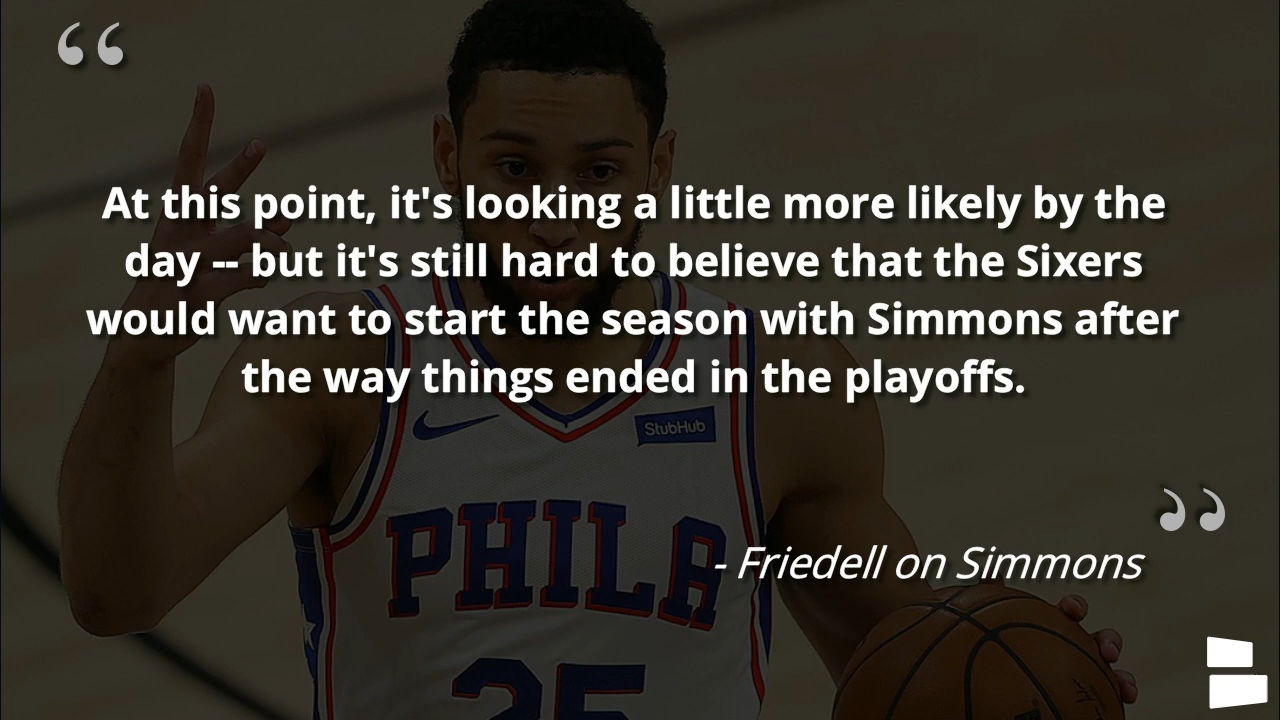 “
At this point, it's looking a little more likely by the
day -- but it's still hard to believe that the Sixers
would want to start the season with Simmons after
the way things ended in the playoffs.
StubHub
”
PHILA
- Friedell on Simmons
25